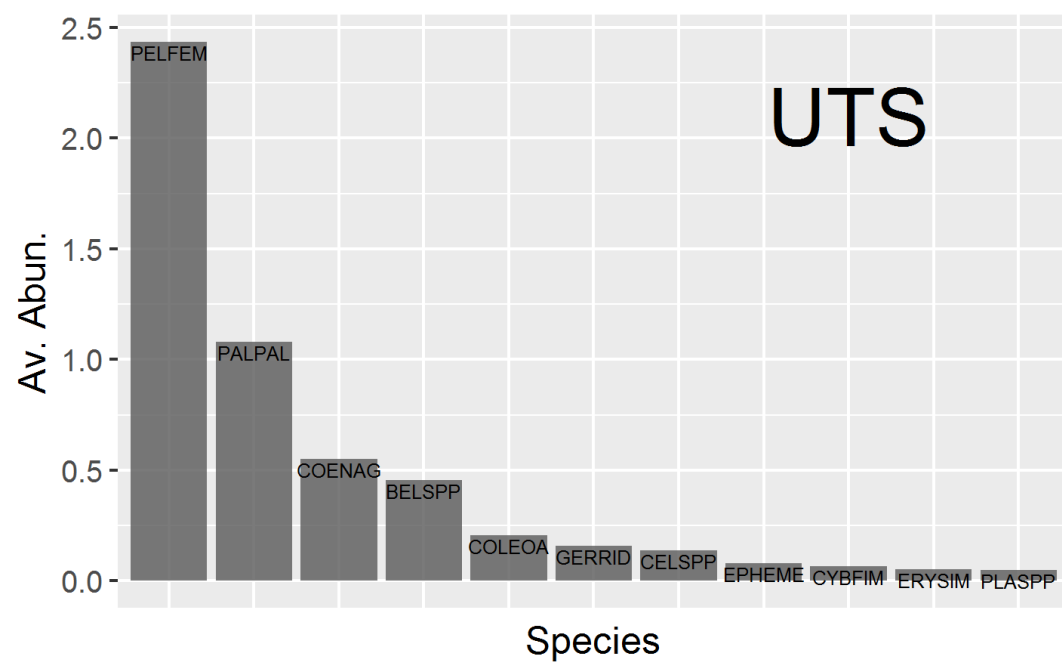 UTS
Av. Abun.
2.5
2.0
1.5
1.0
0.5
0.0
PELFEM
PALPAL
COENAG
BELSPP
COLEOA
GERRID
CELSPP
EPHEME
CYBFIM
ERYSIM
PLASPP
Species